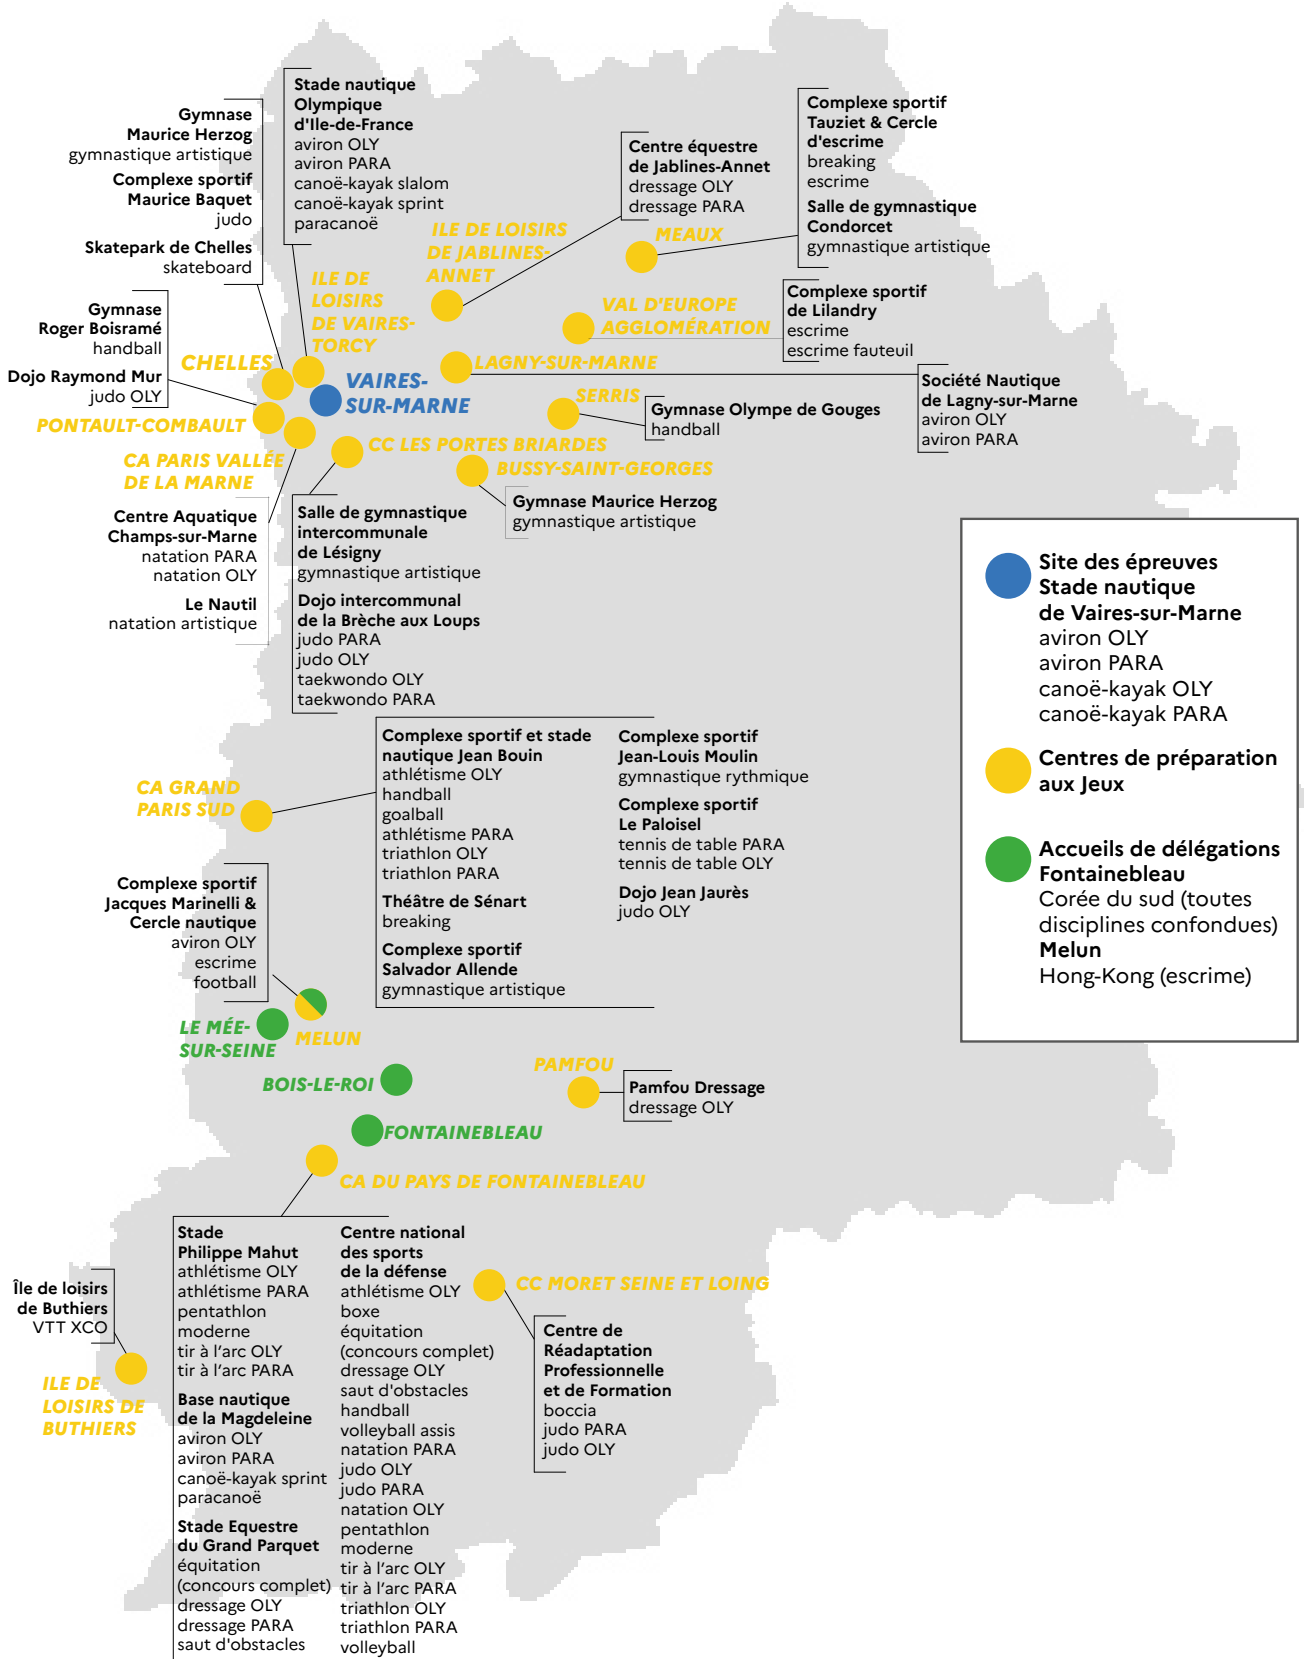 Gymnase
Maurice Herzog
gymnastique artistique
Complexe sportif
Maurice Baquet
judo
Skatepark de Chelles
skateboard
Stade nautique
Olympique
d'Ile-de-France
aviron OLY
aviron PARA
canoë-kayak slalom
canoë-kayak sprint
paracanoë
Centre équestre
de Jablines-Annet
dressage OLY
dressage PARA
Complexe sportif
Tauziet & Cercle
d'escrime
breaking
escrime
Salle de gymnastique
Condorcet
gymnastique artistique
ILE DE LOISIRS
DE JABLINES-
ANNET
MEAUX
ILE DE
LOISIRS
DE VAIRES-
TORCY
VAL D'EUROPE
AGGLOMÉRATION
Complexe sportif
de Lilandry
escrime
escrime fauteuil
Gymnase
Roger Boisramé
handball
Dojo Raymond Mur
judo OLY
CHELLES
VAIRES-
SUR-MARNE
LAGNY-SUR-MARNE
Société Nautique
de Lagny-sur-Marne
aviron OLY
aviron PARA
SERRIS
Gymnase Olympe de Gouges
handball
PONTAULT-COMBAULT
CA PARIS VALLÉE
DE LA MARNE
CC LES PORTES BRIARDES
BUSSY-SAINT-GEORGES
Gymnase Maurice Herzog
gymnastique artistique
Centre Aquatique
Champs-sur-Marne
natation PARA
natation OLY
Le Nautil
natation artistique
Salle de gymnastique
intercommunale
de Lésigny
gymnastique artistique
Dojo intercommunal
de la Brèche aux Loups
judo PARA
judo OLY
taekwondo OLY
taekwondo PARA
Site des épreuves
Stade nautique
de Vaires-sur-Marne
aviron OLY
aviron PARA
canoë-kayak OLY
canoë-kayak PARA
Centres de préparation
aux Jeux
Accueils de délégations
Fontainebleau
Corée du sud (toutes
disciplines confondues)
Melun
Hong-Kong (escrime)
CA GRAND
PARIS SUD
Complexe sportif et stade
nautique Jean Bouin
athlétisme OLY
handball
goalball
athlétisme PARA
triathlon OLY
triathlon PARA
Théâtre de Sénart
breaking
Complexe sportif
Salvador Allende
gymnastique artistique
Complexe sportif
Jean-Louis Moulin
gymnastique rythmique
Complexe sportif
Le Paloisel
tennis de table PARA
tennis de table OLY
Dojo Jean Jaurès
judo OLY
Complexe sportif
Jacques Marinelli &
Cercle nautique
aviron OLY
escrime
football
LE MÉE-
SUR-SEINE
MELUN
BOIS-LE-ROI
PAMFOU
Pamfou Dressage
dressage OLY
FONTAINEBLEAU
CA DU PAYS DE FONTAINEBLEAU
Stade
Philippe Mahut
athlétisme OLY
athlétisme PARA
pentathlon
moderne
tir à l'arc OLY
tir à l'arc PARA
Base nautique
de la Magdeleine
aviron OLY
aviron PARA
canoë-kayak sprint
paracanoë
Stade Equestre
du Grand Parquet
équitation
(concours complet)
dressage OLY
dressage PARA
saut d'obstacles
Centre national
des sports
de la défense
athlétisme OLY
boxe
équitation
(concours complet)
dressage OLY
saut d'obstacles
handball
volleyball assis
natation PARA
judo OLY
judo PARA
natation OLY
pentathlon
moderne
tir à l'arc OLY
tir à l'arc PARA
triathlon OLY
triathlon PARA
volleyball
Île de loisirs
de Buthiers
VTT XCO
ILE DE
LOISIRS DE
BUTHIERS
CC MORET SEINE ET LOING
Centre de
Réadaptation
Professionnelle
et de Formation
boccia
judo PARA
judo OLY